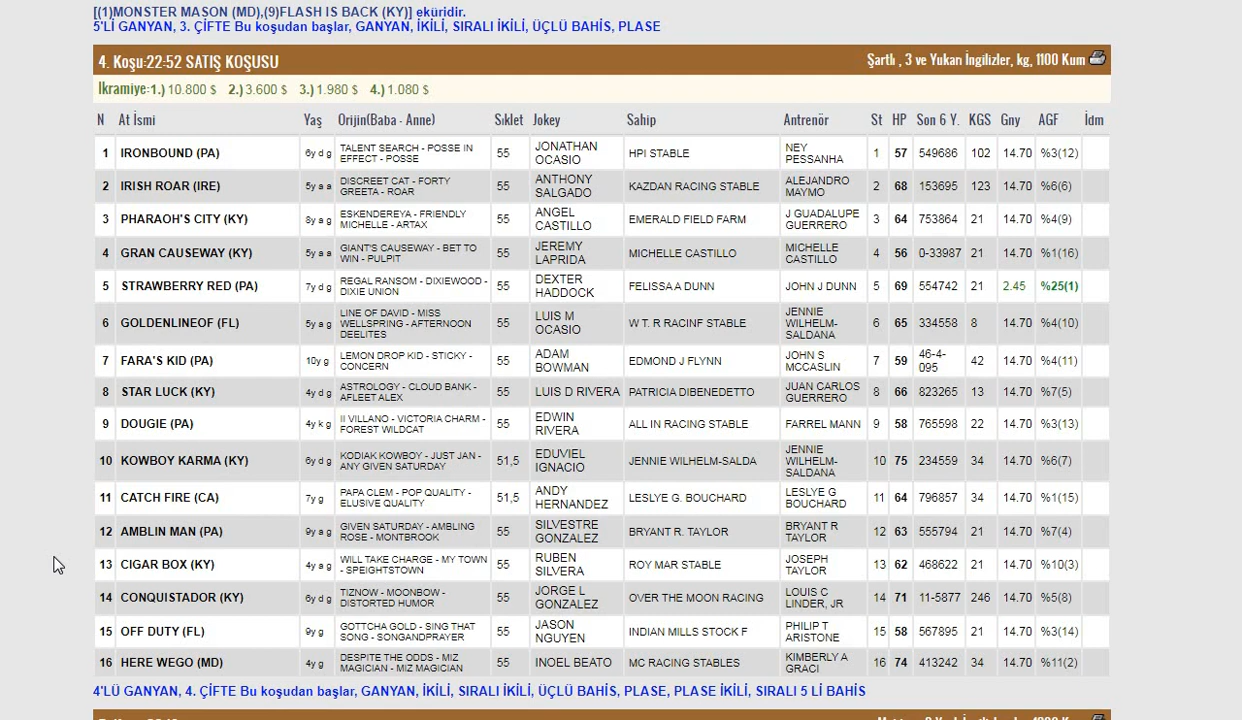 [(1)MONSTER MASON (MD),(9)FLASH IS BACK (KY)] eküridir.
5'Lİ GANYAN, 3. ÇİFTE Bu koşudan başlar, GANYAN, İKİLİ, SIRALI İKİLİ, ÜÇLÜ BAHİS, PLASE
4. Koşu:22:52 SATIŞ KOŞUSU Şartlı , 3 ve Yukarı İngilizler, kg, 1100 Kum
İkramiye:1.) 10.800 $ 2.) 3.600 $ 3.) 1.980 $ 4.) 1.080 $
N At İsmi Yaş Orijin(Baba - Anne) Sıklet Jokey Sahip Antrenör St HP Son 6 Y. KGS Gny AGF İdm
1 IRONBOUND (PA) 6y d g TALENT SEARCH - POSSE IN EFFECT - POSSE 55 JONATHAN OCASIO HPI STABLE NEY PESSANHA 1 57 549686 102 14.70 %3(12)
2 IRISH ROAR (IRE) 5y a a DISCREET CAT - FORTY GREETA - ROAR 55 ANTHONY SALGADO KAZDAN RACING STABLE ALEJANDRO MAYMO 2 68 153695 123 14.70 %6(6)
3 PHARAOH'S CITY (KY) 8y a g ESKENDEREYA - FRIENDLY MICHELLE - ARTAX 55 ANGEL CASTILLO EMERALD FIELD FARM J GUADALUPE GUERRERO 3 64 753864 21 14.70 %4(9)
4 GRAN CAUSEWAY (KY) 5y a a GIANT'S CAUSEWAY - BET TO WIN - PULPIT 55 JEREMY LAPRIDA MICHELLE CASTILLO MICHELLE CASTILLO 4 56 0-33987 21 14.70 %1(16)
5 STRAWBERRY RED (PA) 7y d g REGAL RANSOM - DIXIEWOOD - DIXIE UNION 55 DEXTER HADDOCK FELISSA A DUNN JOHN J DUNN 5 69 554742 21 2.45 %25(1)
6 GOLDENLINEOF (FL) 5y a g LINE OF DAVID - MISS WELLSPRING - AFTERNOON DEELITES 55 LUIS M OCASIO W T. R RACINF STABLE JENNIE WILHELM-SALDANA 6 65 334558 8 14.70 %4(10)
7 FARA'S KID (PA) 10y g LEMON DROP KID - STICKY - CONCERN 55 ADAM BOWMAN EDMOND J FLYNN JOHN S MCCASLIN 7 59 46-4-095 42 14.70 %4(11)
8 STAR LUCK (KY) 4y d g ASTROLOGY - CLOUD BANK - AFLEET ALEX 55 LUIS D RIVERA PATRICIA DIBENEDETTO JUAN CARLOS GUERRERO 8 66 823265 13 14.70 %7(5)
9 DOUGIE (PA) 4y k g II VILLANO - VICTORIA CHARM - FOREST WILDCAT 55 EDWIN RIVERA ALL IN RACING STABLE FARREL MANN 9 58 765598 22 14.70 %3(13)
10 KOWBOY KARMA (KY) 6y d g KODIAK KOWBOY - JUST JAN - ANY GIVEN SATURDAY 51,5 EDUVIEL IGNACIO JENNIE WILHELM-SALDA JENNIE WILHELM-SALDANA 10 75 234559 34 14.70 %6(7)
11 CATCH FIRE (CA) 7y g PAPA CLEM - POP QUALITY - ELUSIVE QUALITY 51,5 ANDY HERNANDEZ LESLYE G. BOUCHARD LESLYE G BOUCHARD 11 64 796857 34 14.70 %1(15)
12 AMBLIN MAN (PA) 9y a g GIVEN SATURDAY - AMBLING ROSE - MONTBROOK 55 SILVESTRE GONZALEZ BRYANT R. TAYLOR BRYANT R TAYLOR 12 63 555794 21 14.70 %7(4)
13 CIGAR BOX (KY) 4y a g WILL TAKE CHARGE - MY TOWN - SPEIGHTSTOWN 55 RUBEN SILVERA ROY MAR STABLE JOSEPH TAYLOR 13 62 468622 21 14.70 %10(3)
14 CONQUISTADOR (KY) 6y d g TIZNOW - MOONBOW - DISTORTED HUMOR 55 JORGE L GONZALEZ OVER THE MOON RACING LOUIS C LINDER, JR 14 71 11-5877 246 14.70 %5(8)
15 OFF DUTY (FL) 9y g GOTTCHA GOLD - SING THAT SONG - SONGANDPRAYER 55 JASON NGUYEN INDIAN MILLS STOCK F PHILIP T ARISTONE 15 58 567895 21 14.70 %3(14)
16 HERE WEGO (MD) 4y g DESPITE THE ODDS - MIZ MAGICIAN - MIZ MAGICIAN 55 INOEL BEATO MC RACING STABLES KIMBERLY A GRACI 16 74 413242 34 14.70 %11(2)
4'LÜ GANYAN, 4. ÇİFTE Bu koşudan başlar, GANYAN, İKİLİ, SIRALI İKİLİ, ÜÇLÜ BAHİS, PLASE, PLASE İKİLİ, SIRALI 5 Lİ BAHİS